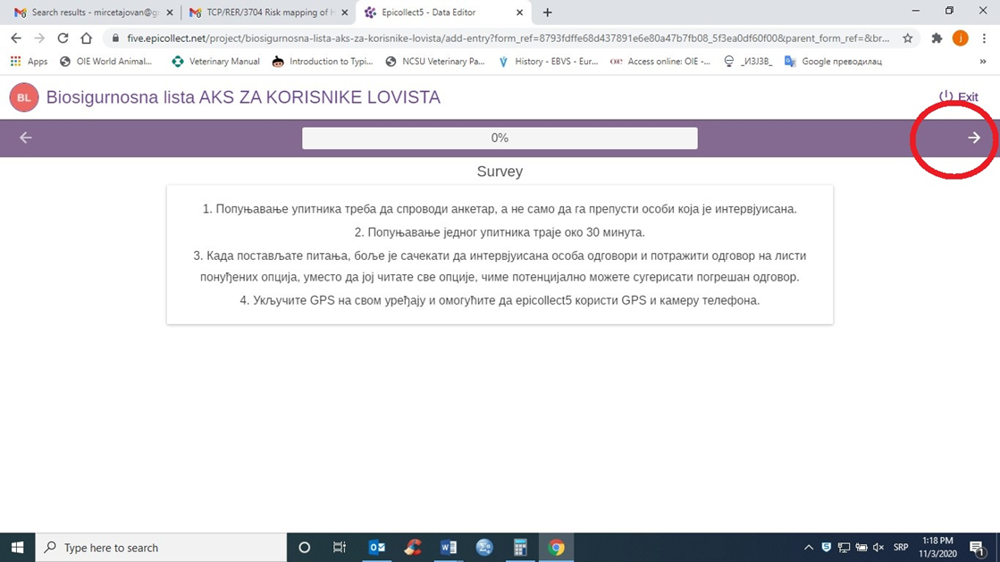 Search results - mircetajovan@g
TCP/RER/3704 Risk mapping of H
Epicollect5 - Data Editor
five.epicollect.net/project/biosigurnosna-lista-aks-za-korisnike-lovista/add-entry?form_ref=8793fdffe68d437891e6e80a47b7fb08_5f3ea0df60f00&parent_form_ref=&br...
j
Apps
OIE World Animal...
Veterinary Manual
Introduction to Typi...
NCSU Veterinary Pa...
History - EBVS - Eur...
Access online: OIE -...
_ИЗЈЗВ_
Google преводилац
»
BL
Biosigurnosna lista AKS ZA KORISNIKE LOVISTA
Exit
0%
Survey
1. Попуњавање упитника треба да спроводи анкетар, а не само да га препусти особи која је интервјуисана.
2. Попуњавање једног упитника траје око 30 минута.
3. Када постављате питања, боље је сачекати да интервјуисана особа одговори и потражити одговор на листи
понуђених опција, уместо да јој читате све опције, чиме потенцијално можете сугерисати погрешан одговор.
4. Укључите GPS на свом уређају и омогућите да epicollect5 користи GPS и камеру телефона.
Type here to search
SRP
1:18 PM
11/3/2020
1